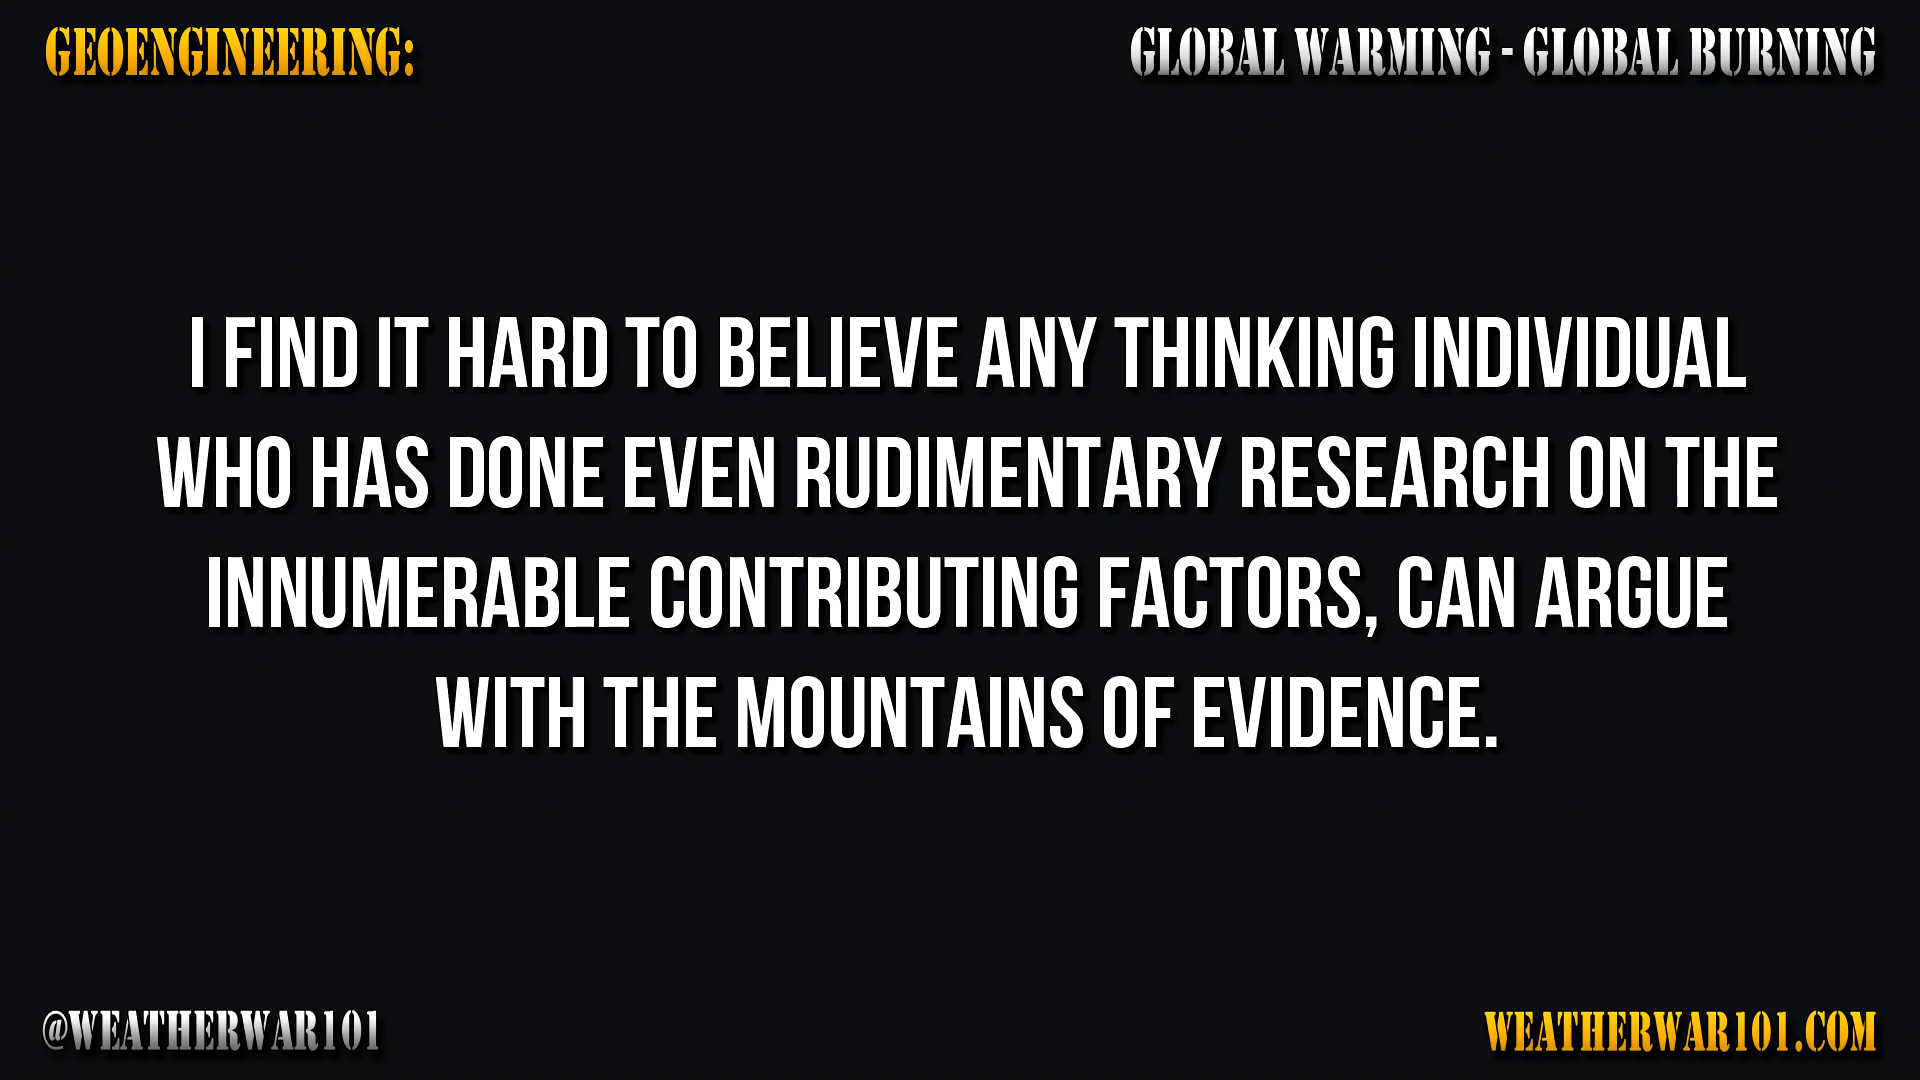 GEOENGINEERING:
GLOBAL WARMING - GLOBAL BURNING
I FIND IT HARD TO BELIEVE ANY THINKING INDIVIDUAL
WHO HAS DONE EVEN RUDIMENTARY RESEARCH ON THE
INNUMERABLE CONTRIBUTING FACTORS, CAN ARGUE
WITH THE MOUNTAINS OF EVIDENCE.
@WEATHERWAR101
WEATHERWAR101.COM